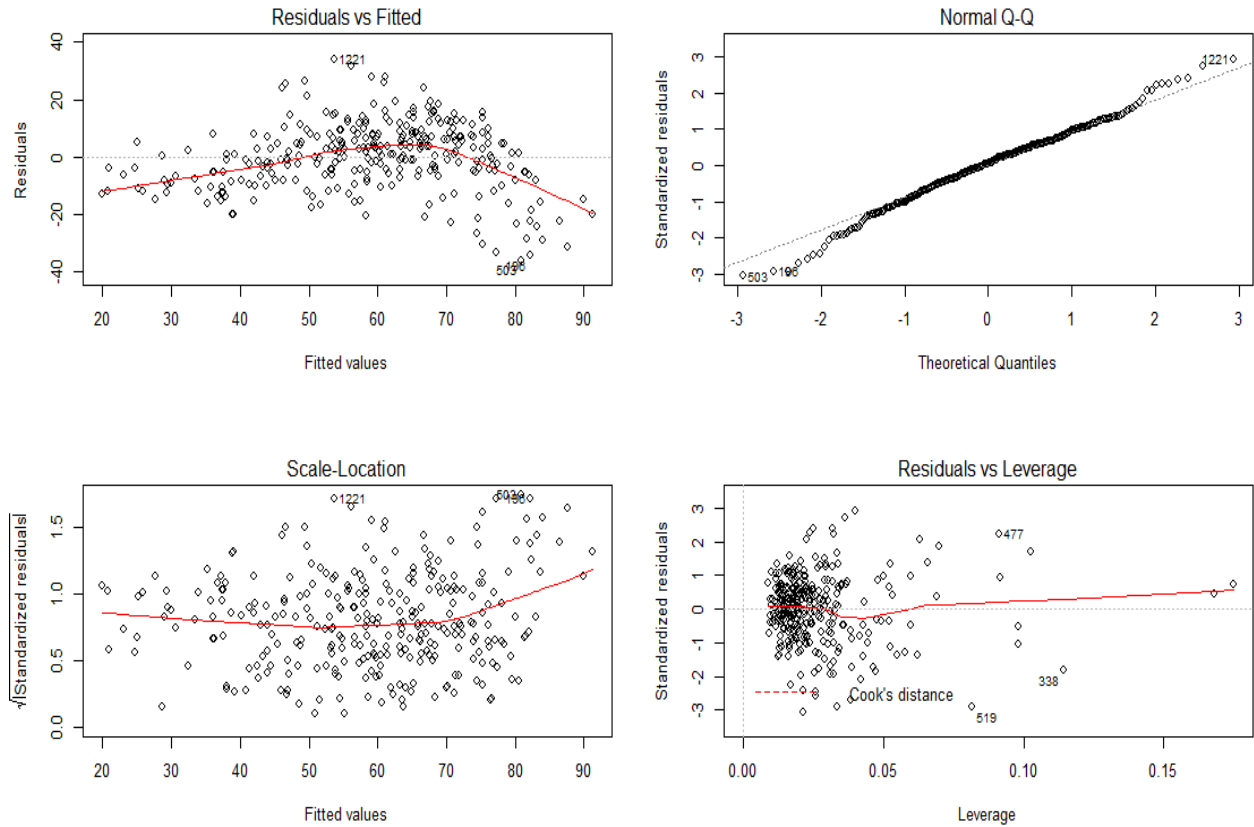 Residuals vs Fitted
Residuals
40
20
0
-20
-40
1221
503
196
20 30 40 50 60 70 80 90
Fitted values
Normal Q-Q
Standardized residuals
3
2
1
0
-1
-2
-3
1221
503
196
-3 -2 -1 0 1 2 3
Theoretical Quantiles
Scale-Location
√|Standardized residuals|
1.5
1.0
0.5
0.0
1221
503
196
20 30 40 50 60 70 80 90
Fitted values
Residuals vs Leverage
Standardized residuals
3
2
1
0
-1
-2
-3
477
338
519
Cook's distance
0.00 0.05 0.10 0.15
Leverage